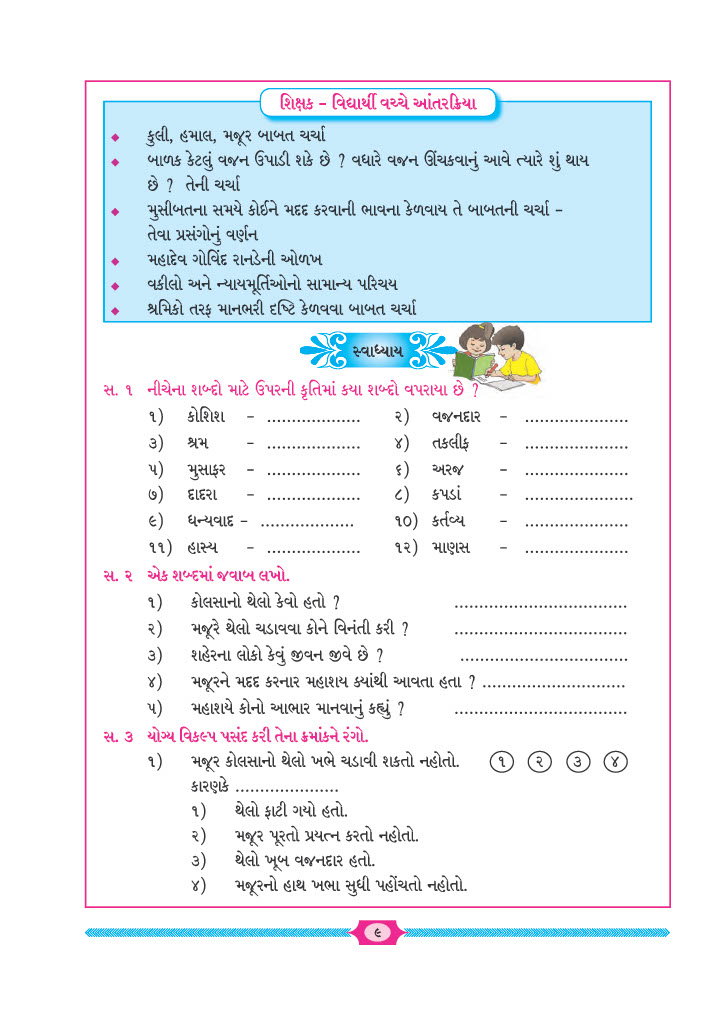 શિક્ષક – વિદ્યાર્થી વચ્ચે આંતરક્રિયા
◆ કુલી, હમાલ, મજૂર બાબત ચર્ચા
◆ બાળક કેટલું વજન ઉપાડી શકે છે ? વધારે વજન ઊંચકવાનું આવે ત્યારે શું થાય
છે ? તેની ચર્ચા
◆ મુસીબતના સમયે કોઈને મદદ કરવાની ભાવના કેળવાય તે બાબતની ચર્ચા –
તેવા પ્રસંગોનું વર્ણન
◆ મહાદેવ ગોવિંદ રાનડેની ઓળખ
◆ વકીલો અને ન્યાયમૂર્તિઓનો સામાન્ય પરિચય
◆ શ્રમિકો તરફ માનભરી દષ્ટિ કેળવવા બાબત ચર્ચા
સ્વાધ્યાય
સ. ૧ નીચેના શબ્દો માટે ઉપરની કૃતિમાં કયા શબ્દો વપરાયા છે ?
૧) કોશિશ – ................... ૨) વજનદાર – .....................
૩) શ્રમ – ................... ૪) તકલીફ – .....................
૫) મુસાફર – ................... ૬) અરજ – .....................
૭) દાદરા – ................... ૮) કપડાં – ......................
૯) ધન્યવાદ – ................... ૧૦) કર્તવ્ય – .....................
૧૧) હાસ્ય – ................... ૧૨) માણસ – .....................
સ. ૨ એક શબ્દમાં જવાબ લખો.
૧) કોલસાનો થેલો કેવો હતો ? ...................................
૨) મજૂરે થેલો ચડાવવા કોને વિનંતી કરી ? ...................................
૩) શહેરના લોકો કેવું જીવન જીવે છે ? ..................................
૪) મજૂરને મદદ કરનાર મહાશય ક્યાંથી આવતા હતા ? .............................
૫) મહાશયે કોનો આભાર માનવાનું કહ્યું ? ...................................
સ. ૩ યોગ્ય વિકલ્પ પસંદ કરી તેના ક્રમાંકને રંગો.
૧) મજૂર કોલસાનો થેલો ખભે ચડાવી શકતો નહોતો. ૧ ૨ ૩ ૪
કારણકે .....................
૧) થેલો ફાટી ગયો હતો.
૨) મજૂર પૂરતો પ્રયત્ન કરતો નહોતો.
૩) થેલો ખૂબ વજનદાર હતો.
૪) મજૂરનો હાથ ખભા સુધી પહોંચતો નહોતો.
૯